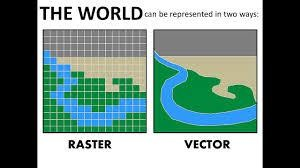 THE WORLD can be represented in two ways:
RASTER VECTOR